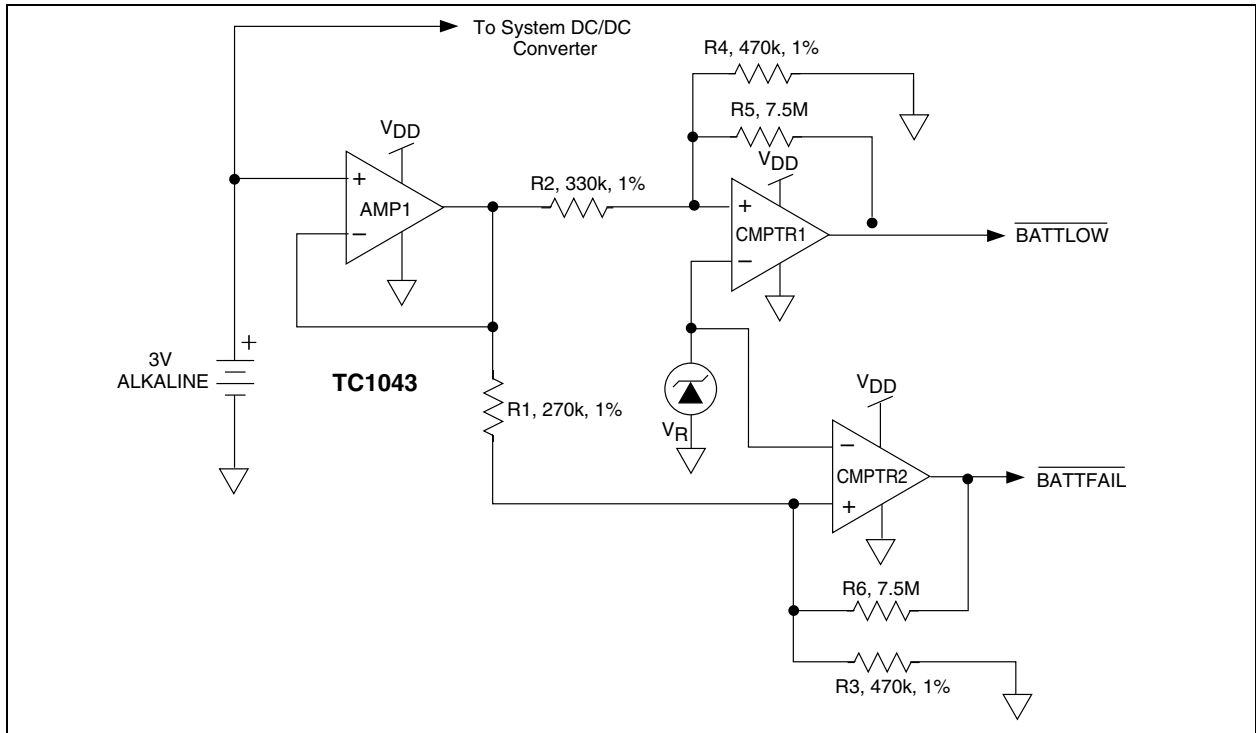 To System DC/DC
Converter
R4, 470k, 1%
R5, 7.5M
VDD
VDD
R2, 330k, 1%
+
AMP1
−
+
CMPTR1
−
BATTLOW
+
3V
ALKALINE
TC1043
R1, 270k, 1%
VR
VDD
−
CMPTR2
+
BATTFAIL
R6, 7.5M
R3, 470k, 1%